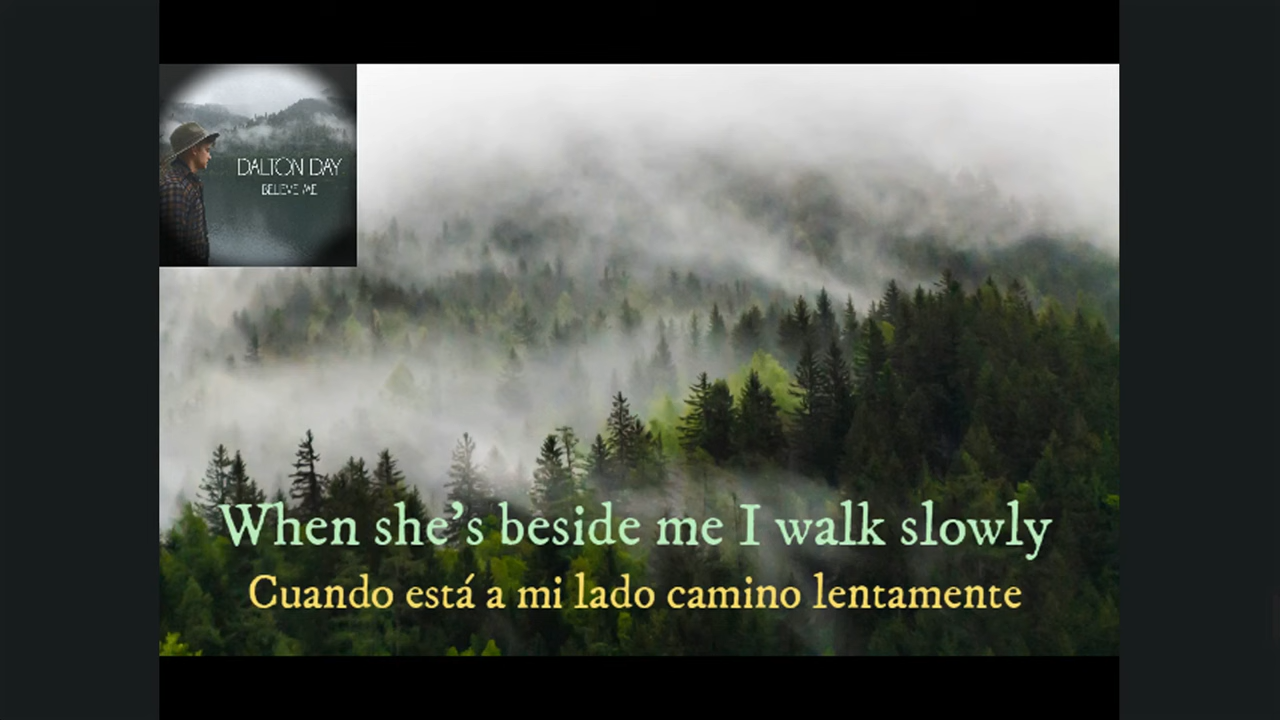 DALTON DAY
BELIEVE ME
When she's beside me I walk slowly
Cuando está a mi lado camino lentamente